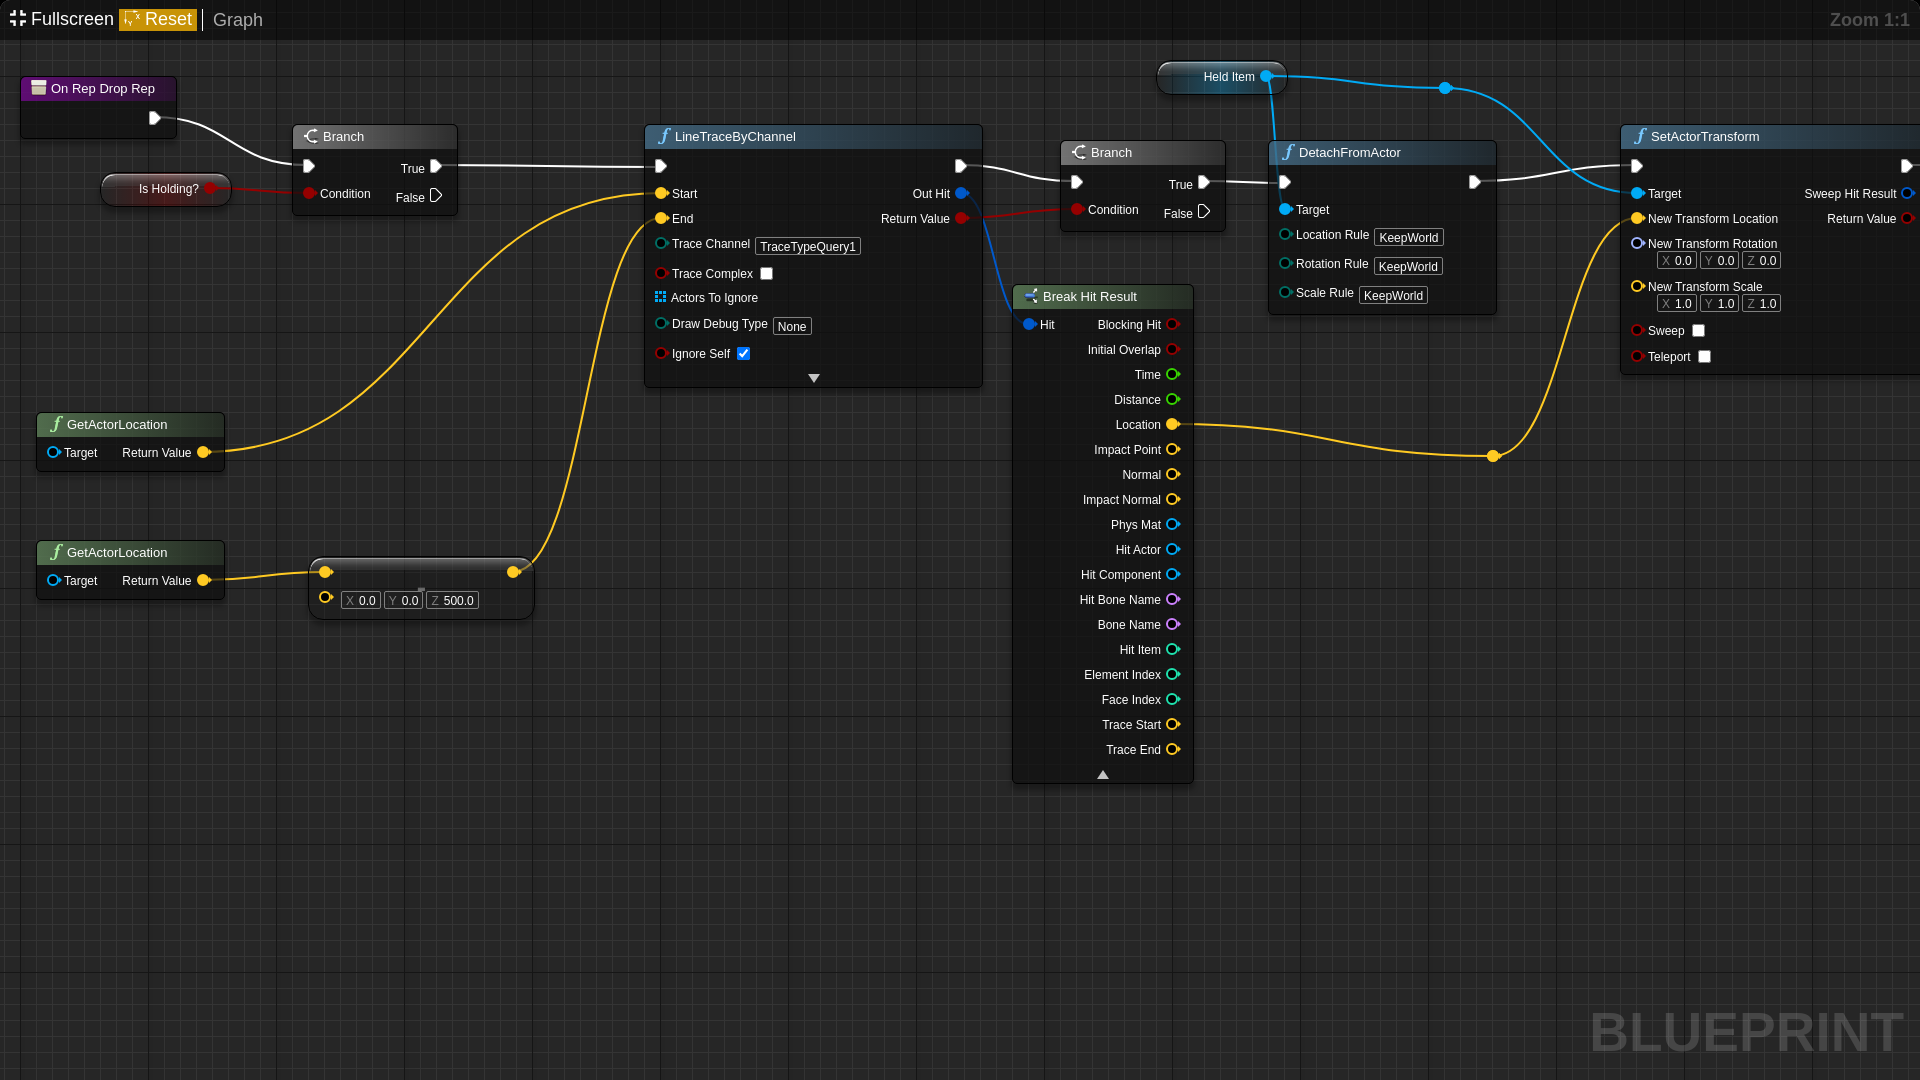 Fullscreen Reset Graph
Zoom 1:1
On Rep Drop Rep
Is Holding?
Branch
True
Condition
False
LineTraceByChannel
Start
Out Hit
End
Return Value
Trace Channel TraceTypeQuery1
Trace Complex
Actors To Ignore
Draw Debug Type None
Ignore Self
Held Item
Branch
True
Condition
False
DetachFromActor
Target
Location Rule KeepWorld
Rotation Rule KeepWorld
Scale Rule KeepWorld
SetActorTransform
Target
Sweep Hit Result
New Transform Location
Return Value
New Transform Rotation
X 0.0 Y 0.0 Z 0.0
New Transform Scale
X 1.0 Y 1.0 Z 1.0
Sweep
Teleport
Break Hit Result
Hit
Blocking Hit
Initial Overlap
Time
Distance
Location
Impact Point
Normal
Impact Normal
Phys Mat
Hit Actor
Hit Component
Hit Bone Name
Bone Name
Hit Item
Element Index
Face Index
Trace Start
Trace End
GetActorLocation
Target Return Value
GetActorLocation
Target Return Value
X 0.0 Y 0.0 Z 500.0
BLUEPRINT